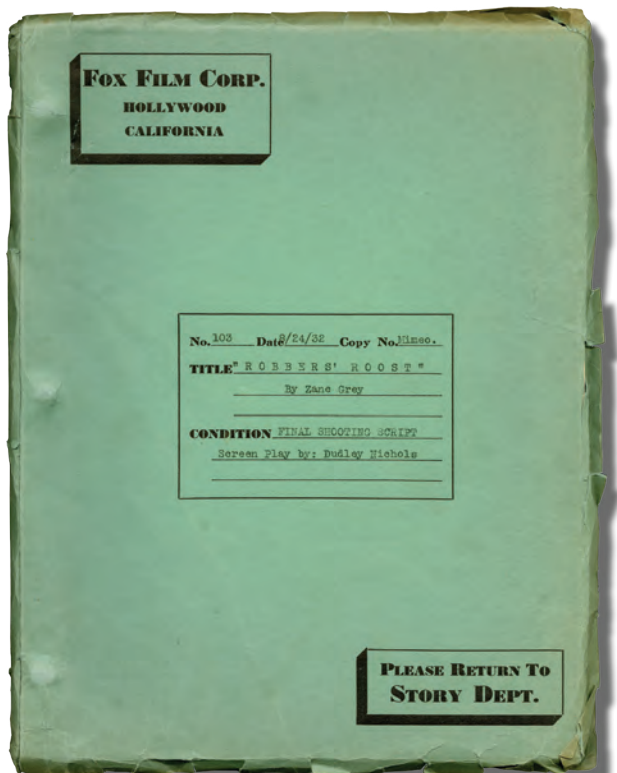 FOX FILM CORP.
HOLLYWOOD
CALIFORNIA
No. 103 Date 8/24/32 Copy No. Mimeo.
TITLE "ROBBERS' ROOST"
By Zane Grey
CONDITION FINAL SHOOTING SCRIPT
Screen Play by: Dudley Nichols
PLEASE RETURN TO
STORY DEPT.